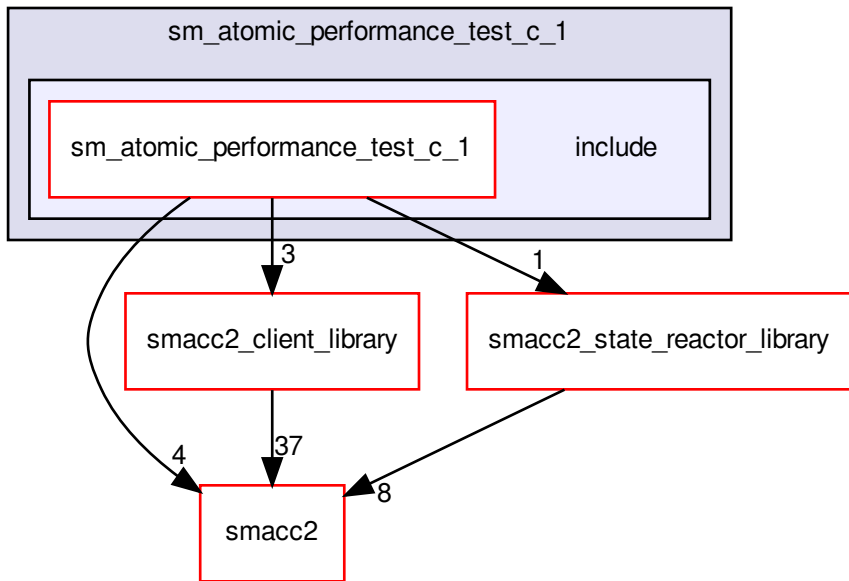 sm_atomic_performance_test_c_1
sm_atomic_performance_test_c_1
include
3
1
smacc2_client_library
smacc2_state_reactor_library
4
37
8
smacc2